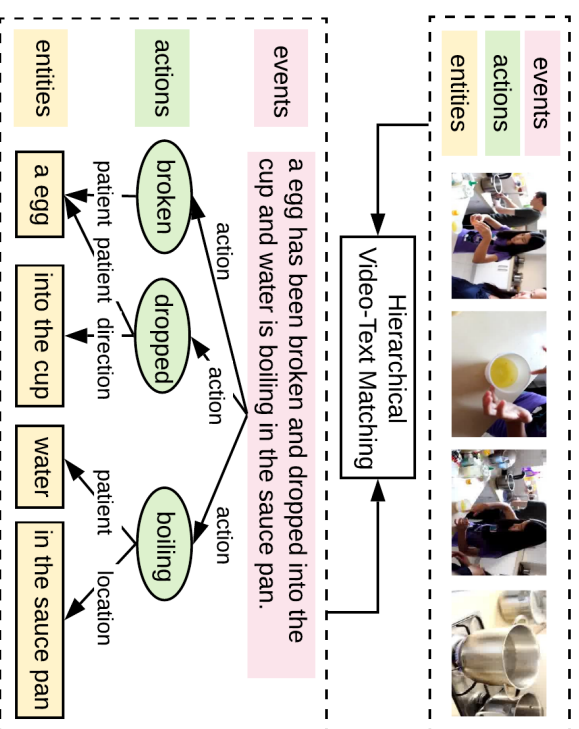 events
actions
entities
Hierarchical
Video-Text Matching
events
a egg has been broken and dropped into the
cup and water is boiling in the sauce pan.
action
action
action
actions
broken
dropped
boiling
patient
patient
direction
patient
location
entities
a egg
into the cup
water
in the sauce pan